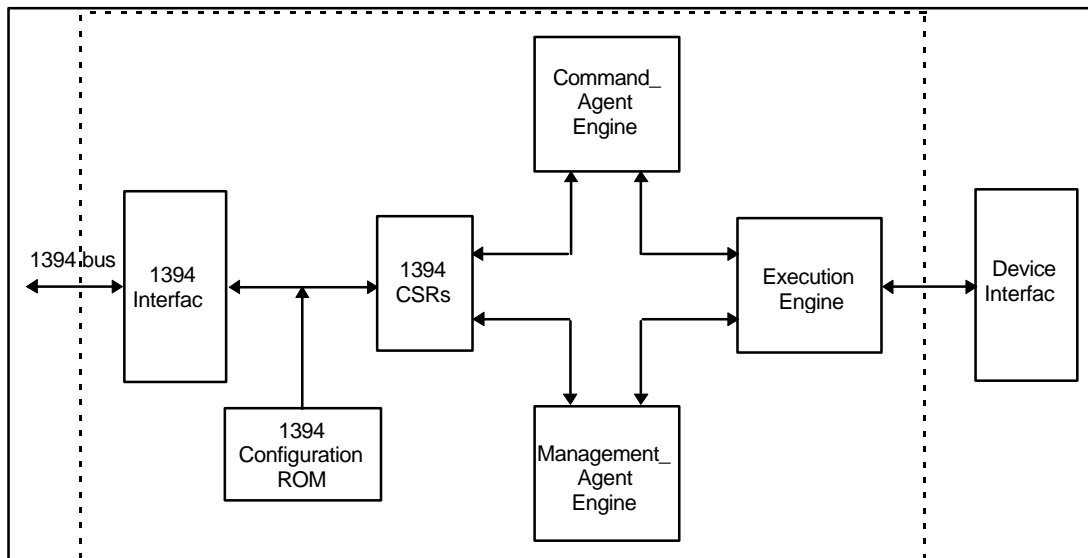 Command_
Agent
Engine
1394 bus
1394
Interfac
1394
CSRs
Execution
Engine
Device
Interfac
1394
Configuration
ROM
Management_
Agent
Engine